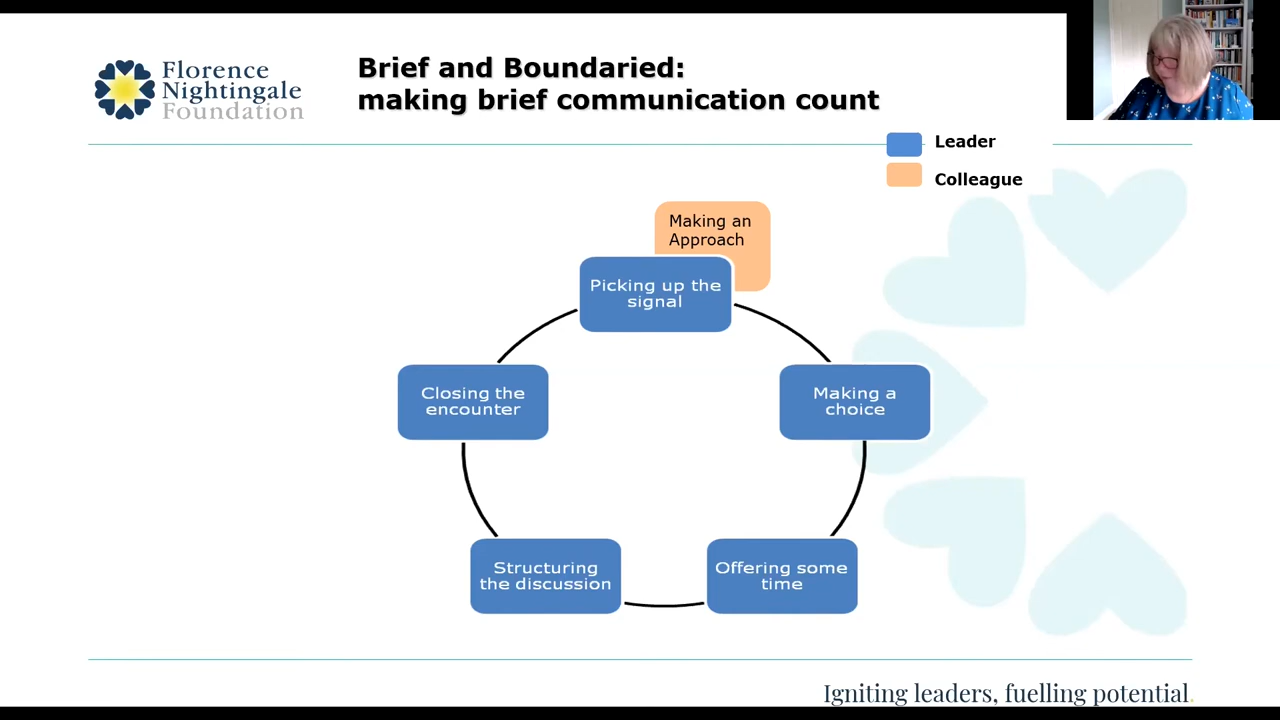 Florence
Nightingale
Foundation
Brief and Boundaried:
making brief communication count
Leader
Colleague
Making an
Approach
Picking up the
signal
Making a
choice
Offering some
time
Structuring
the discussion
Closing the
encounter
Igniting leaders, fuelling potential.